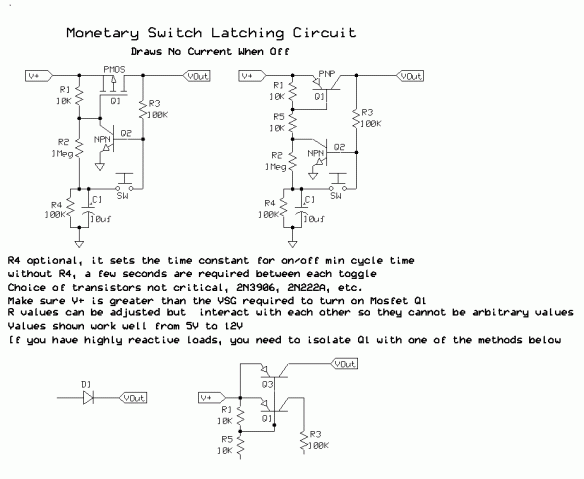 Monetary Switch Latching Circuit
Draws No Current When Off
V+
PMOS
VOut
R1
10K
Q1
R3
100K
Q2
NPN
R2
1Meg
SW
R4
100K
C1
10uf
V+
PNP
VOut
R1
10K
Q1
R5
10K
R3
100K
Q2
NPN
R2
1Meg
SW
R4
100K
C1
10uf
R4 optional, it sets the time constant for on/off min cycle time
without R4, a few seconds are required between each toggle
Choice of transistors not critical, 2N3906, 2N222A, etc.
Make sure V+ is greater than the VSG required to turn on Mosfet Q1
R values can be adjusted but interact with each other so they cannot be arbitrary values
Values shown work well from 5V to 12V
If you have highly reactive loads, you need to isolate Q1 with one of the methods below
D1
VOut
VOut
Q3
V+
R1
10K
Q1
R5
10K
R3
100K